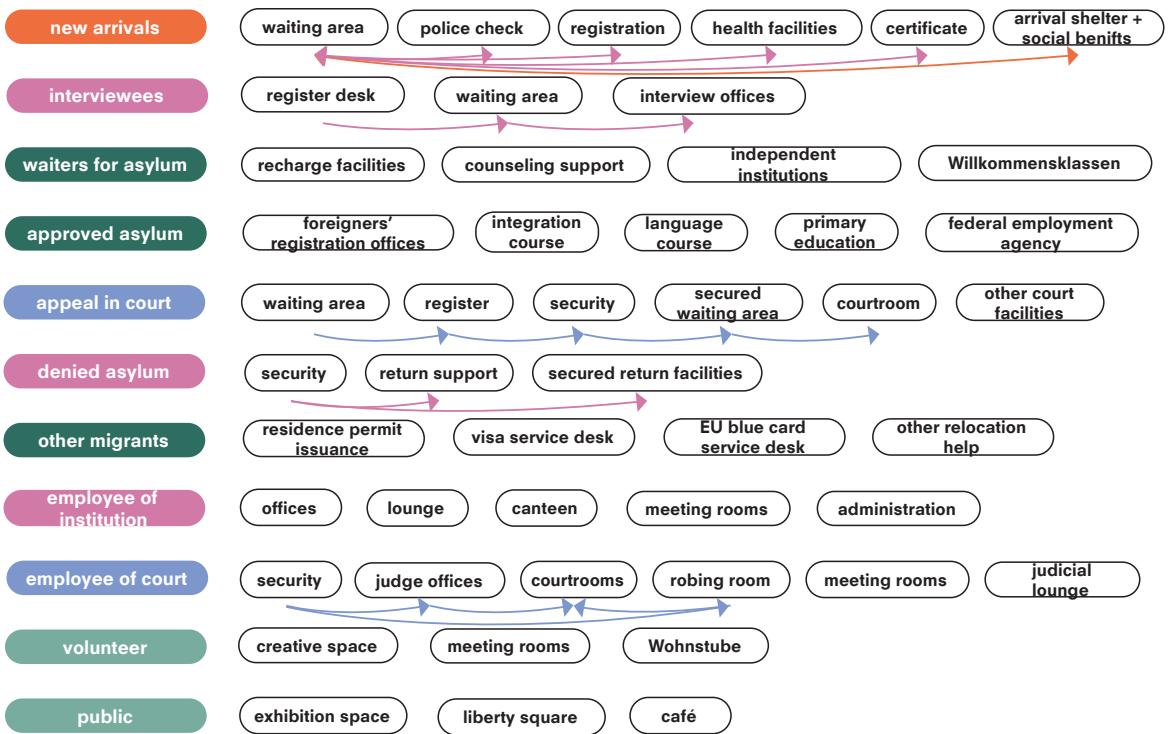 new arrivals
waiting area
police check
registration
health facilities
certificate
arrival shelter +
social benifts
interviewees
register desk
waiting area
interview offices
waiters for asylum
recharge facilities
counseling support
independent
institutions
Willkommensklassen
approved asylum
foreigners’
registration offices
integration
course
language
course
primary
education
federal employment
agency
appeal in court
waiting area
register
security
secured
waiting area
courtroom
other court
facilities
denied asylum
security
return support
secured return facilities
other migrants
residence permit
issuance
visa service desk
EU blue card
service desk
other relocation
help
employee of
institution
offices
lounge
canteen
meeting rooms
administration
employee of court
security
judge offices
courtrooms
robing room
meeting rooms
judicial
lounge
volunteer
creative space
meeting rooms
Wohnstube
public
exhibition space
liberty square
café